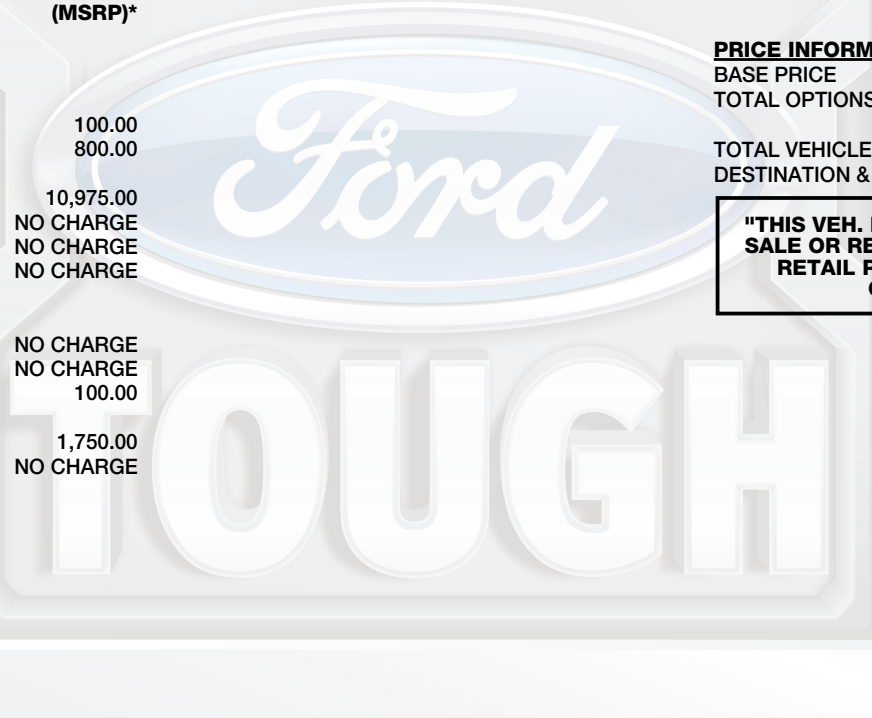 (MSRP)*
100.00
800.00
10,975.00
NO CHARGE
NO CHARGE
NO CHARGE
NO CHARGE
NO CHARGE
100.00
1,750.00
NO CHARGE
PRICE INFORM
BASE PRICE
TOTAL OPTIONS
TOTAL VEHICLE
DESTINATION &
"THIS VEH.
SALE OR RE
RETAIL P
Ford
TOUGH